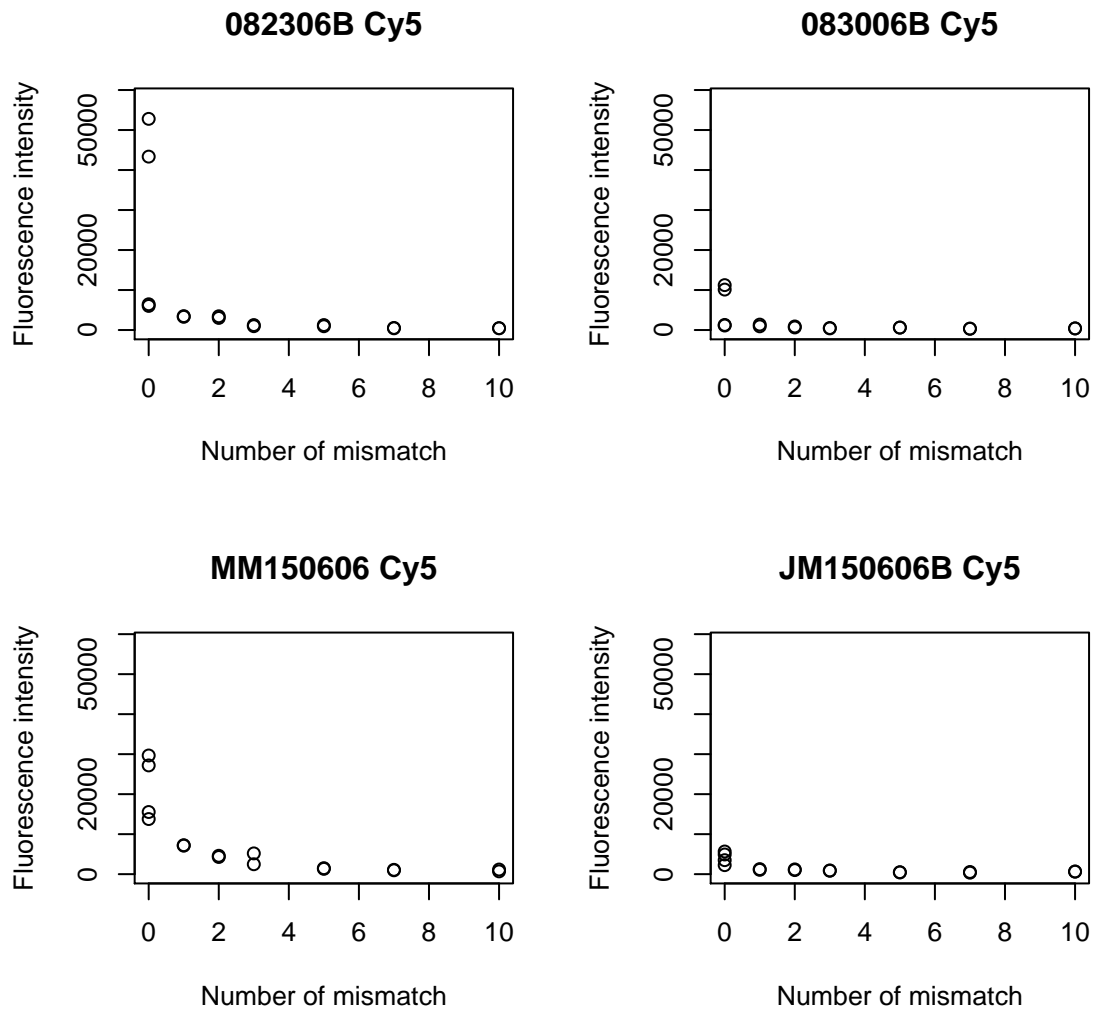 082306B Cy5
Fluorescence intensity
50000
20000
0
0 2 4 6 8 10
Number of mismatch
083006B Cy5
Fluorescence intensity
50000
20000
0
0 2 4 6 8 10
Number of mismatch
MM150606 Cy5
Fluorescence intensity
50000
20000
0
0 2 4 6 8 10
Number of mismatch
JM150606B Cy5
Fluorescence intensity
50000
20000
0
0 2 4 6 8 10
Number of mismatch